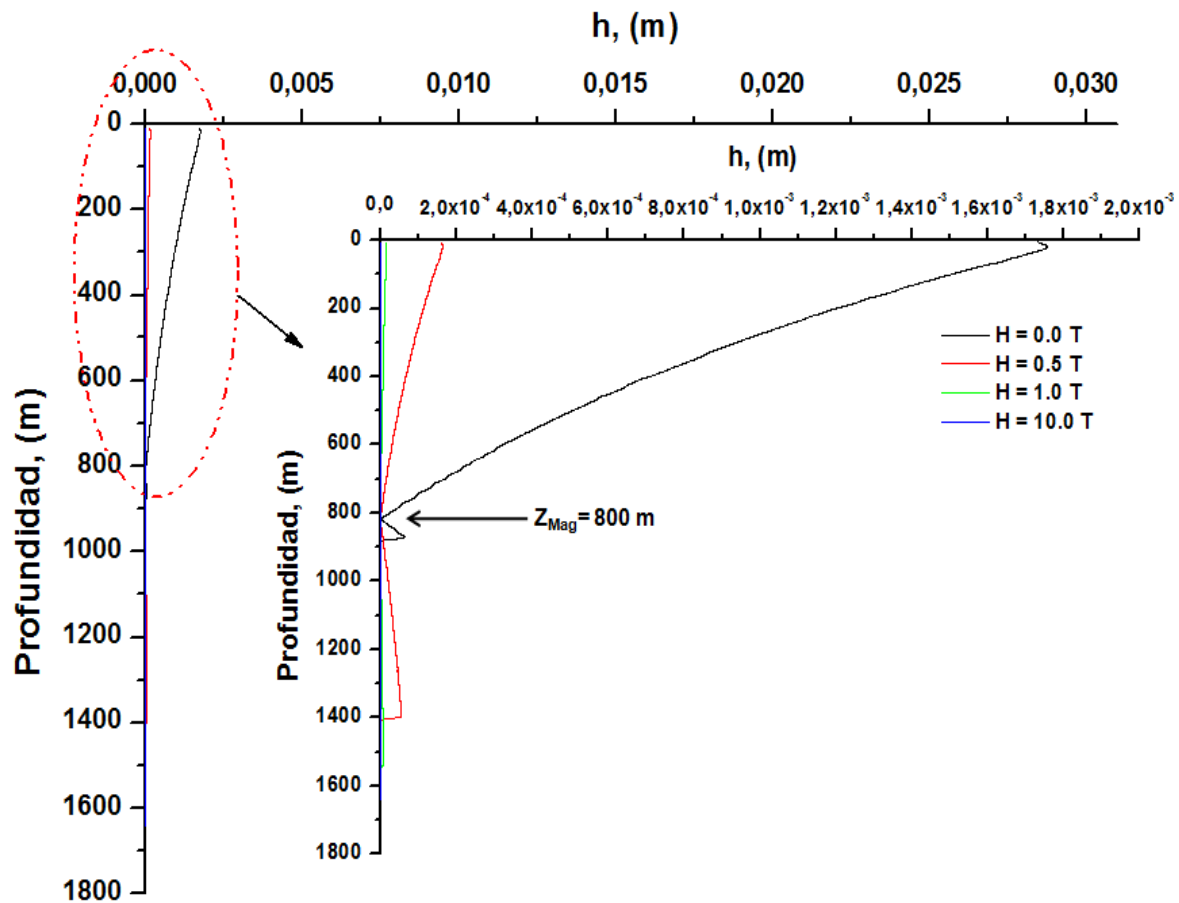 h, (m)
0,000 0,005 0,010 0,015 0,020 0,025 0,030
0
200
400
600
800
1000
1200
1400
1600
1800
Profundidad, (m)
h, (m)
0,0 2,0x10⁻⁴ 4,0x10⁻⁴ 6,0x10⁻⁴ 8,0x10⁻⁴ 1,0x10⁻³ 1,2x10⁻³ 1,4x10⁻³ 1,6x10⁻³ 1,8x10⁻³ 2,0x10⁻³
0
200
400
600
800
1000
1200
1400
1600
1800
Profundidad, (m)
H = 0.0 T
H = 0.5 T
H = 1.0 T
H = 10.0 T
Z_Mag = 800 m